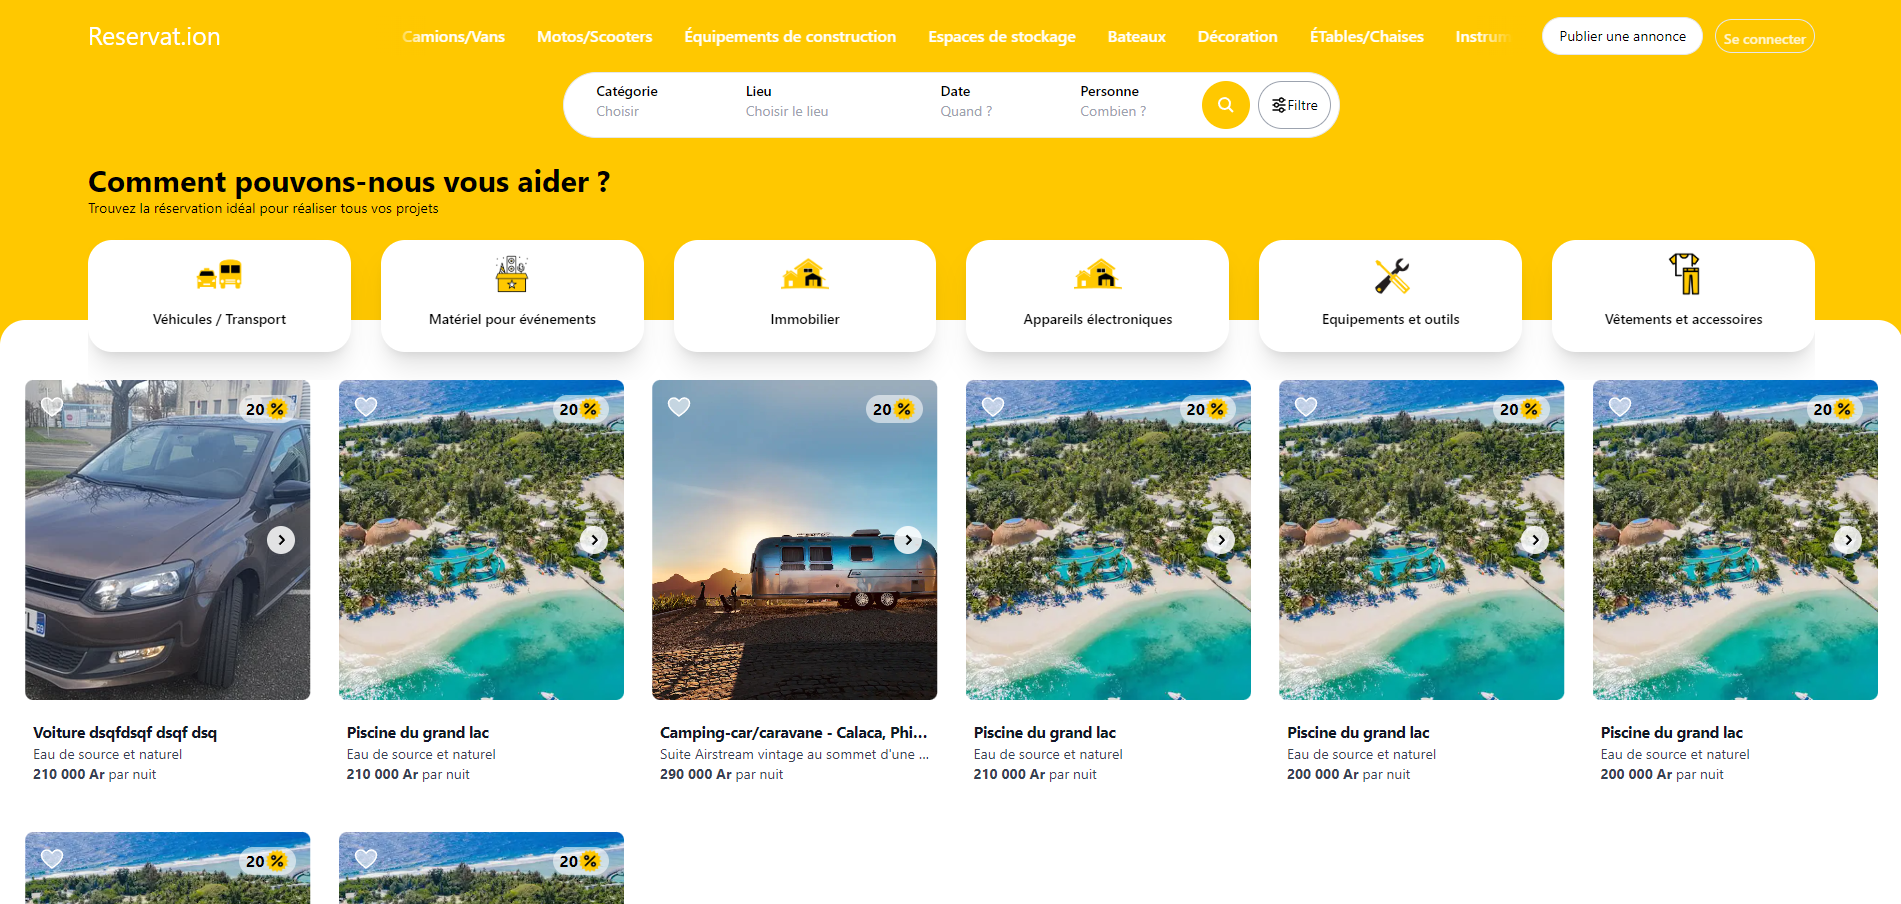 Reservat.ion
Camions/Vans Motos/Scooters Équipements de construction Espaces de stockage Bateaux Décoration ÉTables/Chaises Instrum
Publier une annonce
Se connecter
Catégorie Lieu Date Personne
Choisir Choisir le lieu Quand ? Combien ?
Filtre
Comment pouvons-nous vous aider ?
Trouvez la réservation idéal pour réaliser tous vos projets
Véhicules / Transport Matériel pour événements Immobilier Appareils électroniques Equipements et outils Vêtements et accessoires
20 % 20 % 20 % 20 % 20 % 20 %
Voiture dsqfdsqf dsqf dsq Piscine du grand lac Camping-car/caravane - Calaca, Phi... Piscine du grand lac Piscine du grand lac Piscine du grand lac
Eau de source et naturel Eau de source et naturel Suite Airstream vintage au sommet d'une ... Eau de source et naturel Eau de source et naturel Eau de source et naturel
210 000 Ar par nuit 210 000 Ar par nuit 290 000 Ar par nuit 210 000 Ar par nuit 200 000 Ar par nuit 200 000 Ar par nuit
20 % 20 %